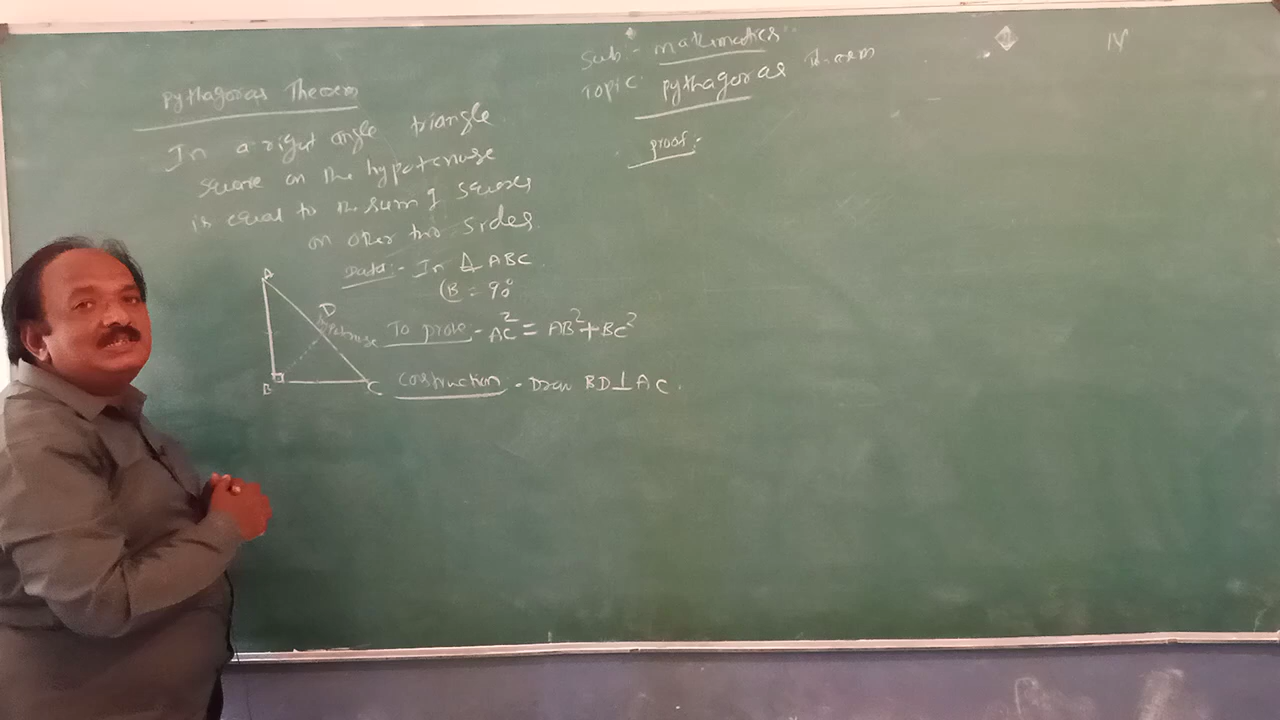 Sub:- mathematics
Topic: pythagoras Theorem
Pythagoras Theorem
In a right angle triangle
square on the hypotenuse
is equal to the sum of squares
on other two sides.
Data:- In Δ ABC
B = 90°
To prove - AC² = AB² + BC²
Construction - Draw BD ⊥ AC.
A
D
B
C
proof:-